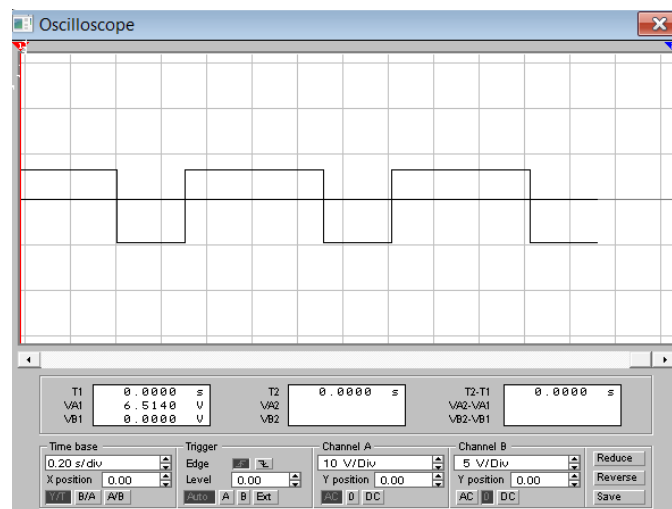 Oscilloscope
1
T1 0.0000 s T2 0.0000 s T2-T1 0.0000 s
VA1 6.5140 V VA2 VA2-VA1
VB1 0.0000 V VB2 VB2-VB1
Time base Trigger Channel A Channel B
0.20 s/div Edge 10 V/Div 5 V/Div Reduce
X position 0.00 Level 0.00 Y position 0.00 Y position 0.00 Reverse
Y/T B/A A/B Auto A B Ext AC 0 DC AC 0 DC Save